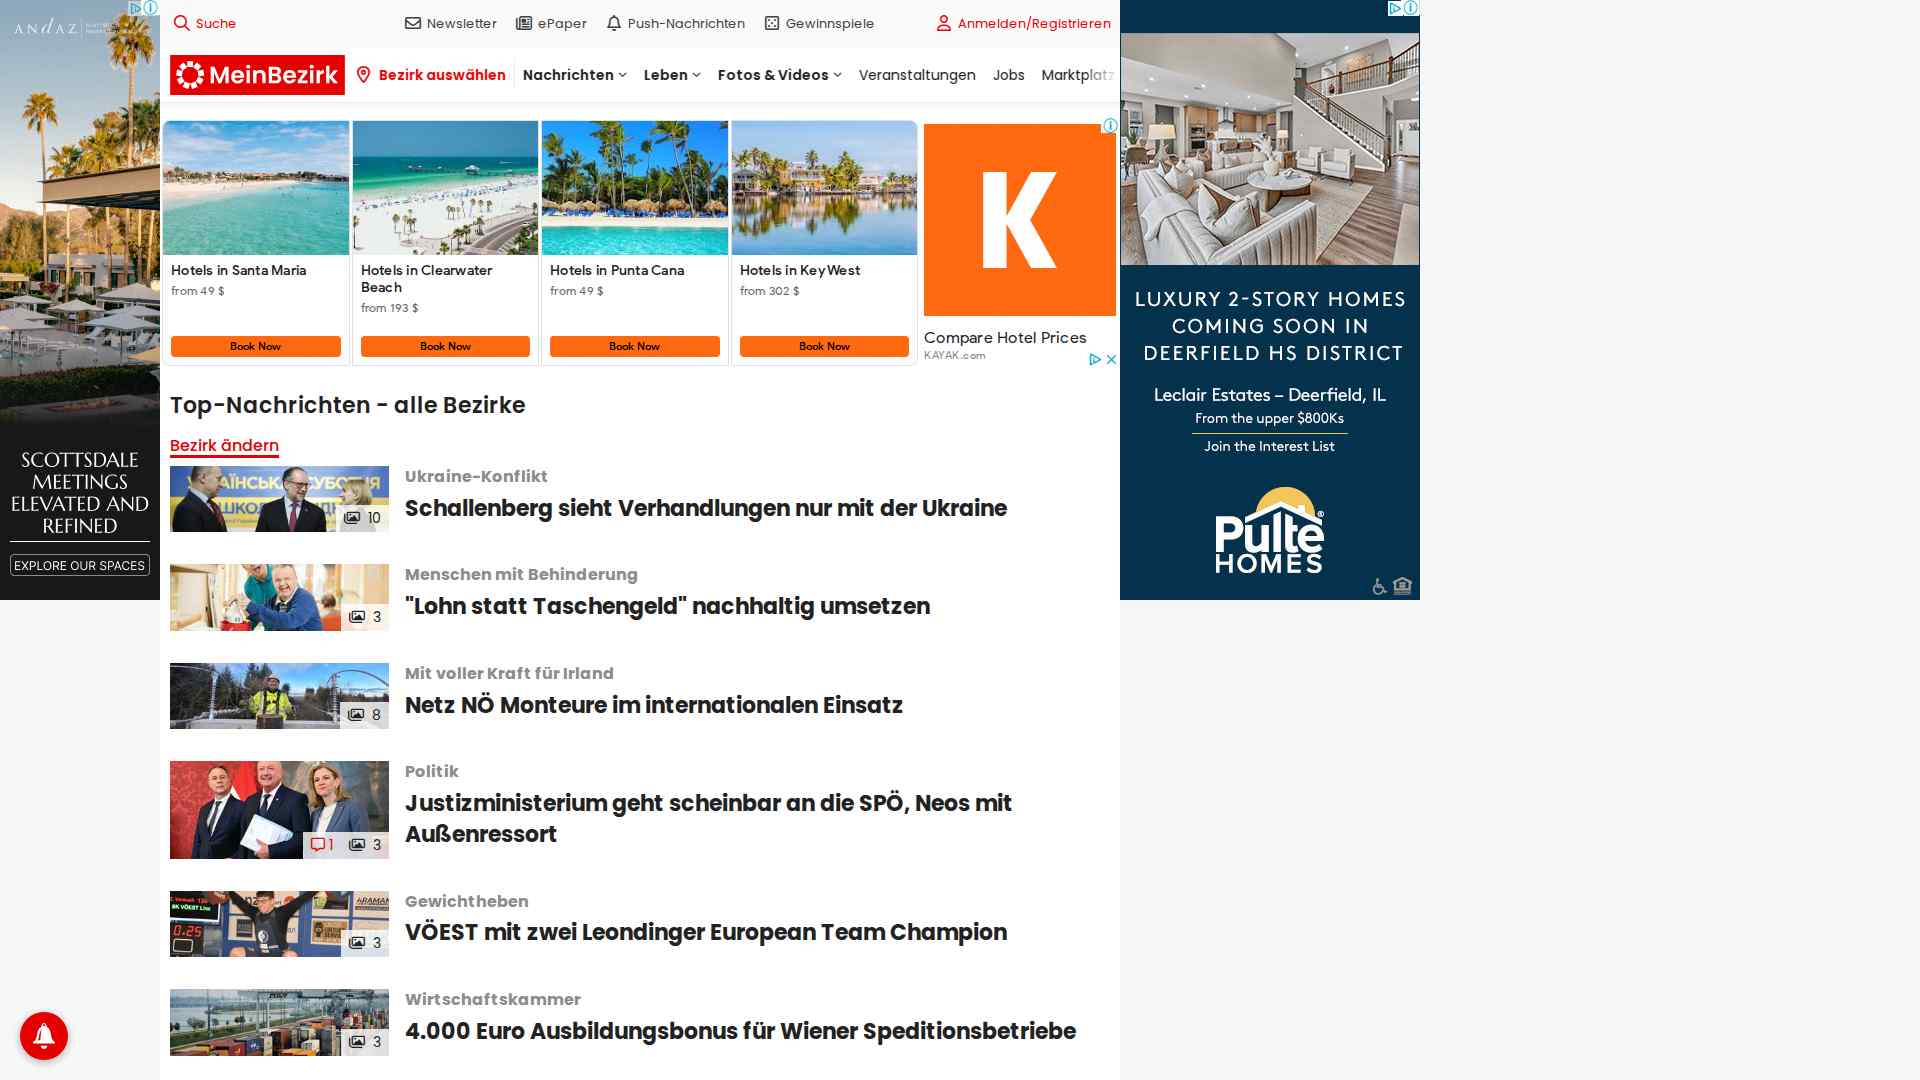 Suche
Newsletter
ePaper
Push-Nachrichten
Gewinnspiele
Anmelden/Registrieren
ANdAZ
MeinBezirk
Bezirk auswählen
Nachrichten
Leben
Fotos & Videos
Veranstaltungen
Jobs
Marktplatz
Hotels in Santa Maria
from 49 $
Book Now
Hotels in Clearwater
Beach
from 193 $
Book Now
Hotels in Punta Cana
from 49 $
Book Now
Hotels in Key West
from 302 $
Book Now
K
Compare Hotel Prices
KAYAK.com
SCOTTSDALE
MEETINGS
ELEVATED AND
REFINED
EXPLORE OUR SPACES
LUXURY 2-STORY HOMES
COMING SOON IN
DEERFIELD HS DISTRICT
Leclair Estates – Deerfield, IL
From the upper $800Ks
Join the Interest List
Pulte®
HOMES
Top-Nachrichten - alle Bezirke
Bezirk ändern
10
Ukraine-Konflikt
Schallenberg sieht Verhandlungen nur mit der Ukraine
3
Menschen mit Behinderung
"Lohn statt Taschengeld" nachhaltig umsetzen
8
Mit voller Kraft für Irland
Netz NÖ Monteure im internationalen Einsatz
1 3
Politik
Justizministerium geht scheinbar an die SPÖ, Neos mit
Außenressort
0.25
3
Gewichtheben
VÖEST mit zwei Leondinger European Team Champion
3
Wirtschaftskammer
4.000 Euro Ausbildungsbonus für Wiener Speditionsbetriebe